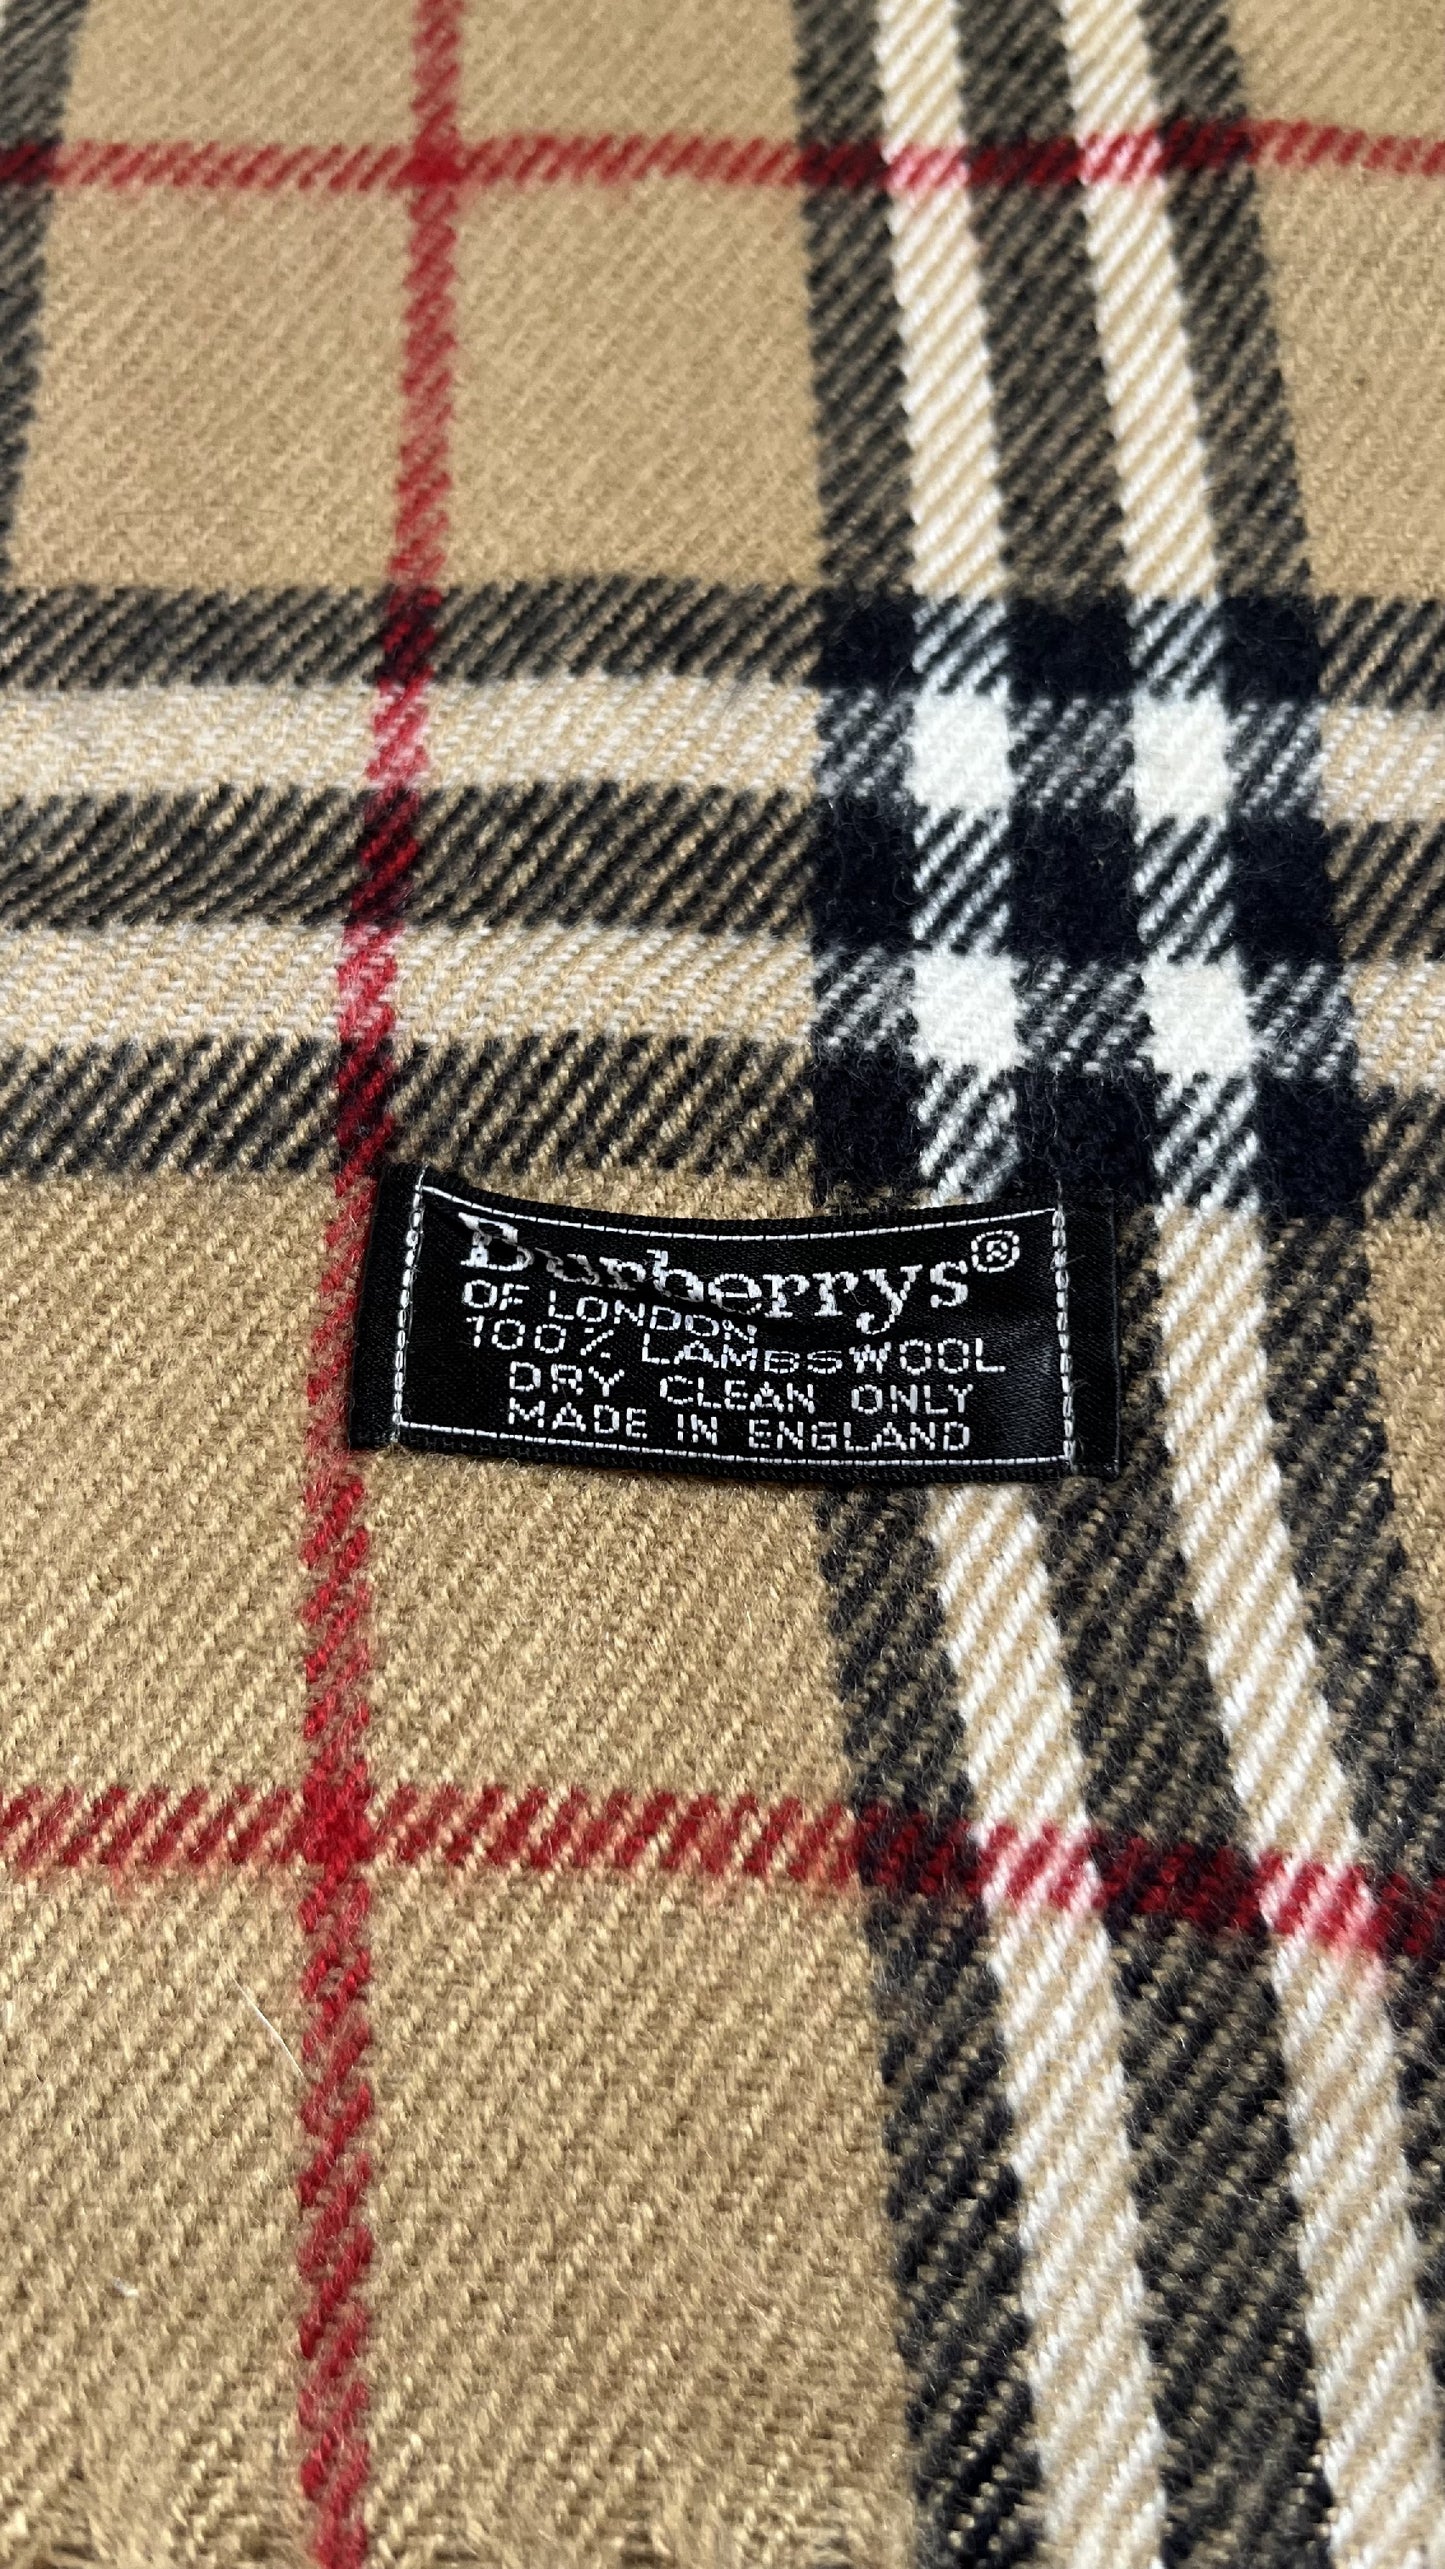 Burberrys®
OF LONDON
100% LAMBSWOOL
DRY CLEAN ONLY
MADE IN ENGLAND